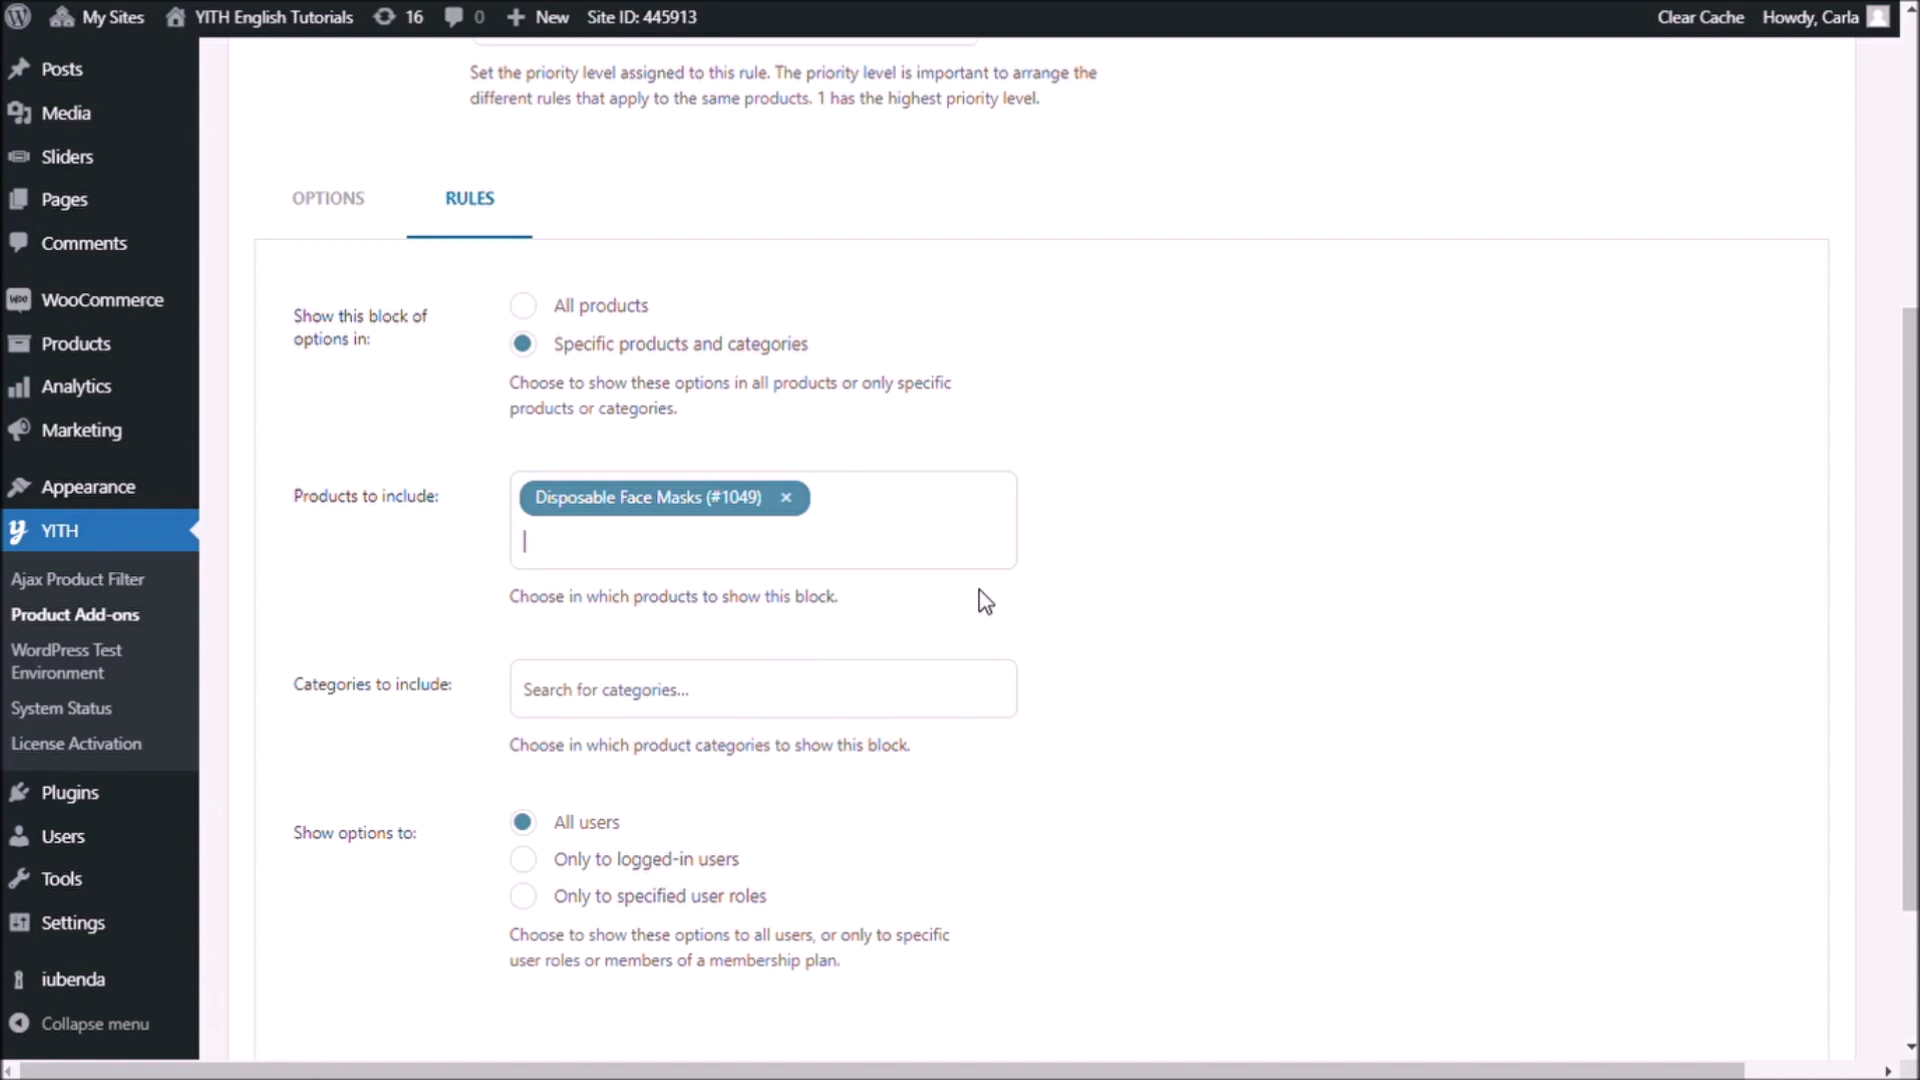 My Sites
YITH English Tutorials
16
0
New
Site ID: 445913
Clear Cache
Howdy, Carla
Posts
Media
Sliders
Pages
Comments
WooCommerce
Products
Analytics
Marketing
Appearance
YITH
Ajax Product Filter
Product Add-ons
WordPress Test
Environment
System Status
License Activation
Plugins
Users
Tools
Settings
iubenda
Collapse menu
Set the priority level assigned to this rule. The priority level is important to arrange the
different rules that apply to the same products. 1 has the highest priority level.
OPTIONS
RULES
Show this block of
options in:
All products
Specific products and categories
Choose to show these options in all products or only specific
products or categories.
Products to include:
Disposable Face Masks (#1049) ×
Choose in which products to show this block.
Categories to include:
Search for categories...
Choose in which product categories to show this block.
Show options to:
All users
Only to logged-in users
Only to specified user roles
Choose to show these options to all users, or only to specific
user roles or members of a membership plan.